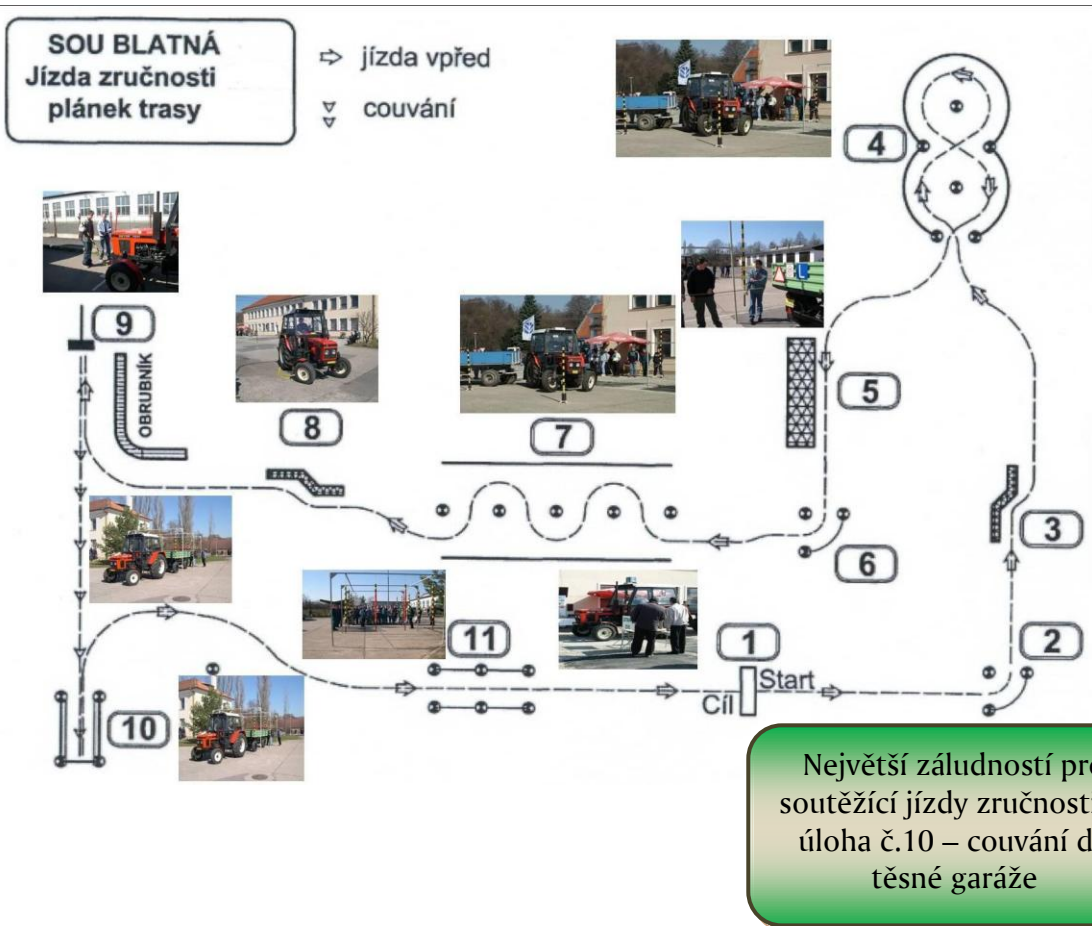 SOU BLATNÁ
Jízda zručnosti
plánek trasy
jízda vpřed
couvání
4
9
OBRUBNÍK
8
7
5
3
6
11
1
2
Start
Cíl
10
L
Největší záludností pro
soutěžící jízdy zručnosti
úloha č.10 – couvání d
těsné garáže